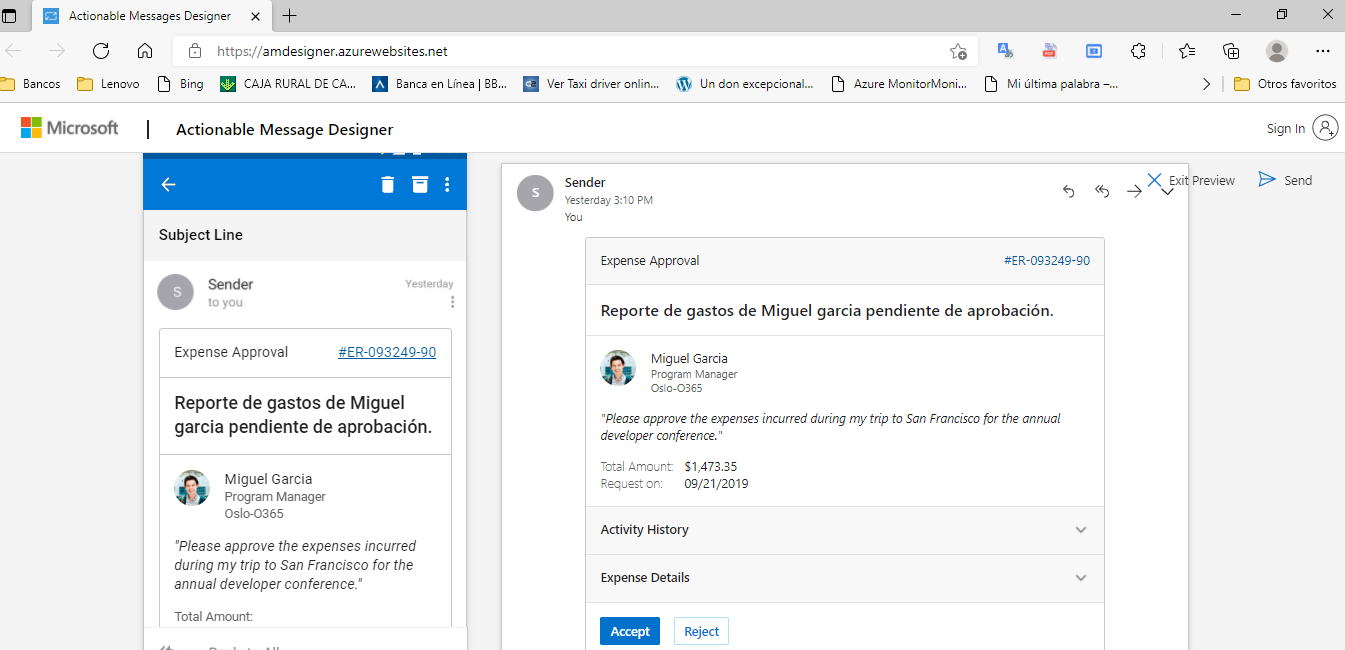 Actionable Messages Designer
https://amdesigner.azurewebsites.net
Bancos
Lenovo
Bing
CAJA RURAL DE CA...
Banca en Línea | BB...
Ver Taxi driver onlin...
Un don excepcional...
Azure MonitorMoni...
Mi última palabra –...
Otros favoritos
Microsoft | Actionable Message Designer
Sign In
Subject Line
S
Sender
Yesterday
to you
Expense Approval
#ER-093249-90
Reporte de gastos de Miguel
garcia pendiente de aprobación.
Miguel Garcia
Program Manager
Oslo-O365
"Please approve the expenses incurred
during my trip to San Francisco for the
annual developer conference."
Total Amount:
S
Sender
Yesterday 3:10 PM
You
Exit Preview
Send
Expense Approval
#ER-093249-90
Reporte de gastos de Miguel garcia pendiente de aprobación.
Miguel Garcia
Program Manager
Oslo-O365
"Please approve the expenses incurred during my trip to San Francisco for the annual
developer conference."
Total Amount: $1,473.35
Request on: 09/21/2019
Activity History
Expense Details
Accept
Reject